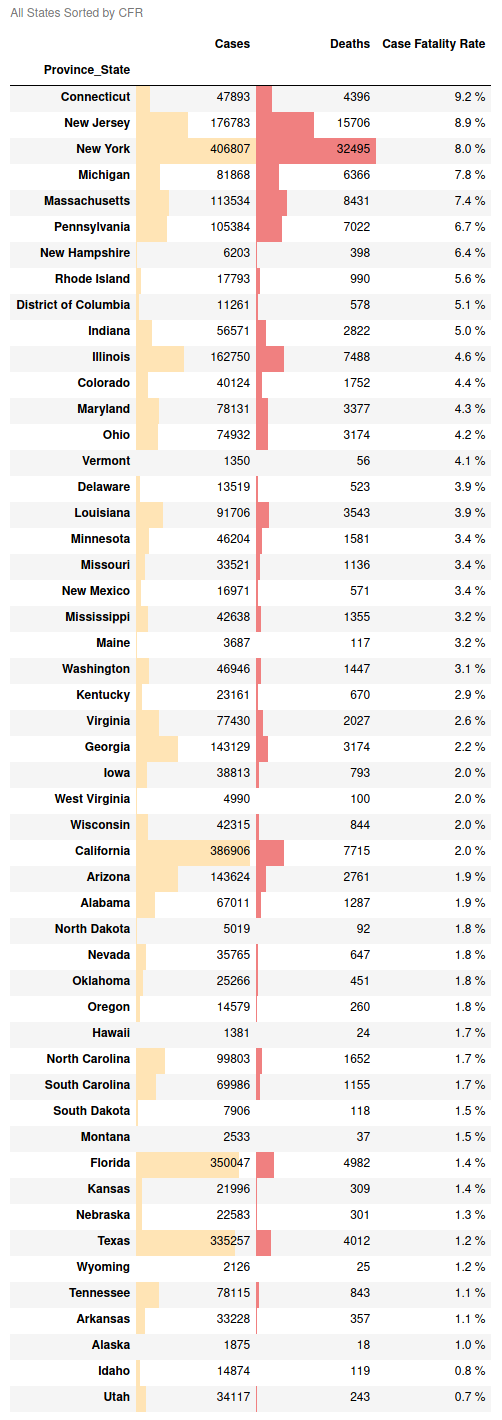 All States Sorted by CFR
Cases Deaths Case Fatality Rate
Province_State
Connecticut 47893 4396 9.2 %
New Jersey 176783 15706 8.9 %
New York 406807 32495 8.0 %
Michigan 81868 6366 7.8 %
Massachusetts 113534 8431 7.4 %
Pennsylvania 105384 7022 6.7 %
New Hampshire 6203 398 6.4 %
Rhode Island 17793 990 5.6 %
District of Columbia 11261 578 5.1 %
Indiana 56571 2822 5.0 %
Illinois 162750 7488 4.6 %
Colorado 40124 1752 4.4 %
Maryland 78131 3377 4.3 %
Ohio 74932 3174 4.2 %
Vermont 1350 56 4.1 %
Delaware 13519 523 3.9 %
Louisiana 91706 3543 3.9 %
Minnesota 46204 1581 3.4 %
Missouri 33521 1136 3.4 %
New Mexico 16971 571 3.4 %
Mississippi 42638 1355 3.2 %
Maine 3687 117 3.2 %
Washington 46946 1447 3.1 %
Kentucky 23161 670 2.9 %
Virginia 77430 2027 2.6 %
Georgia 143129 3174 2.2 %
Iowa 38813 793 2.0 %
West Virginia 4990 100 2.0 %
Wisconsin 42315 844 2.0 %
California 386906 7715 2.0 %
Arizona 143624 2761 1.9 %
Alabama 67011 1287 1.9 %
North Dakota 5019 92 1.8 %
Nevada 35765 647 1.8 %
Oklahoma 25266 451 1.8 %
Oregon 14579 260 1.8 %
Hawaii 1381 24 1.7 %
North Carolina 99803 1652 1.7 %
South Carolina 69986 1155 1.7 %
South Dakota 7906 118 1.5 %
Montana 2533 37 1.5 %
Florida 350047 4982 1.4 %
Kansas 21996 309 1.4 %
Nebraska 22583 301 1.3 %
Texas 335257 4012 1.2 %
Wyoming 2126 25 1.2 %
Tennessee 78115 843 1.1 %
Arkansas 33228 357 1.1 %
Alaska 1875 18 1.0 %
Idaho 14874 119 0.8 %
Utah 34117 243 0.7 %